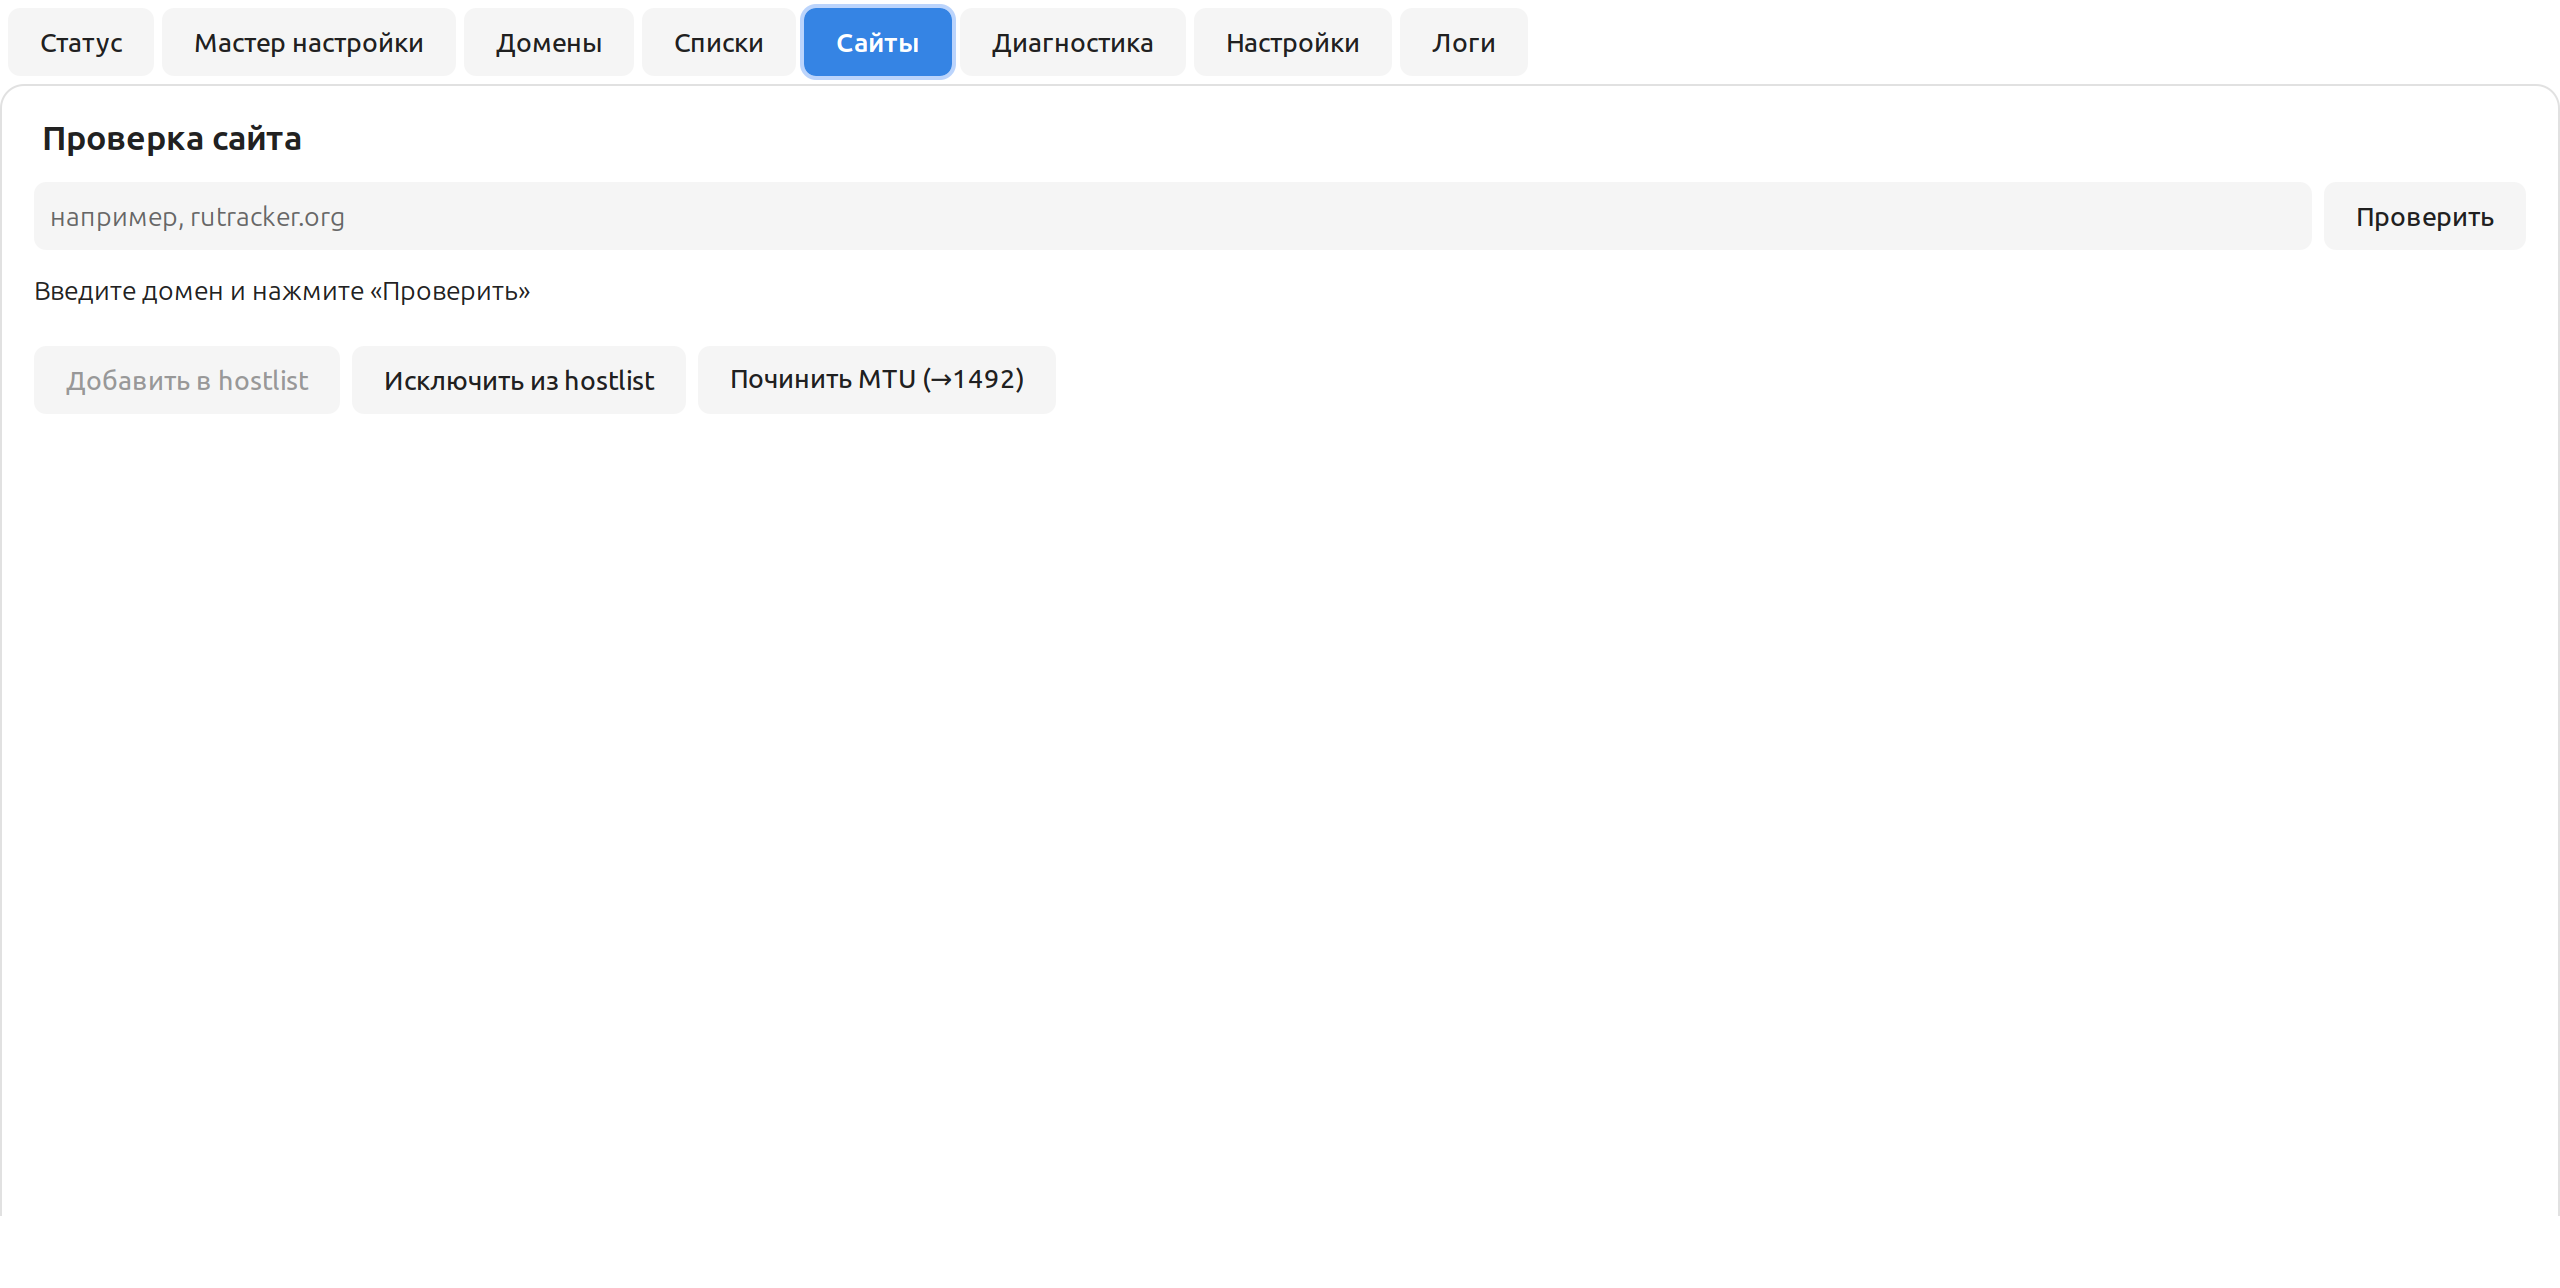 Статус Мастер настройки Домены Списки Сайты Диагностика Настройки Логи
Проверка сайта
например, rutracker.org Проверить
Введите домен и нажмите «Проверить»
Добавить в hostlist Исключить из hostlist Починить MTU (→1492)